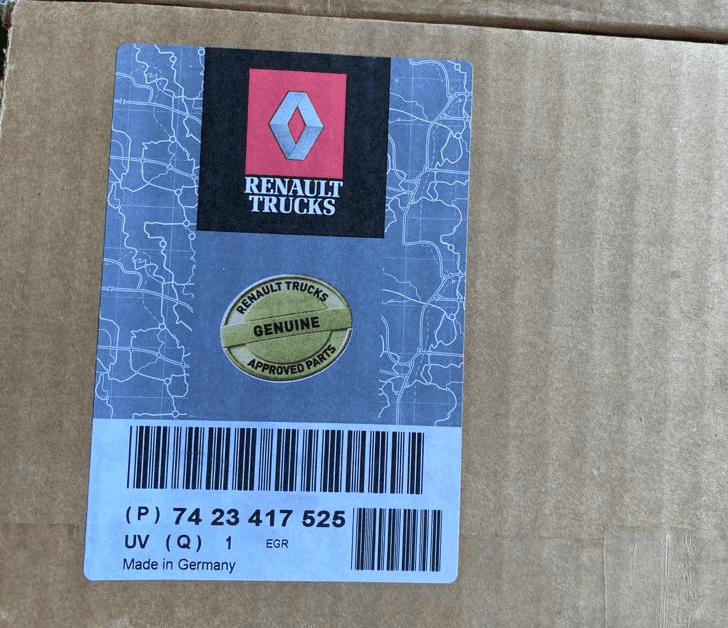 RENAULT
TRUCKS
RENAULT TRUCKS
GENUINE
APPROVED PARTS
(P) 74 23 417 525
UV (Q) 1 EGR
Made in Germany